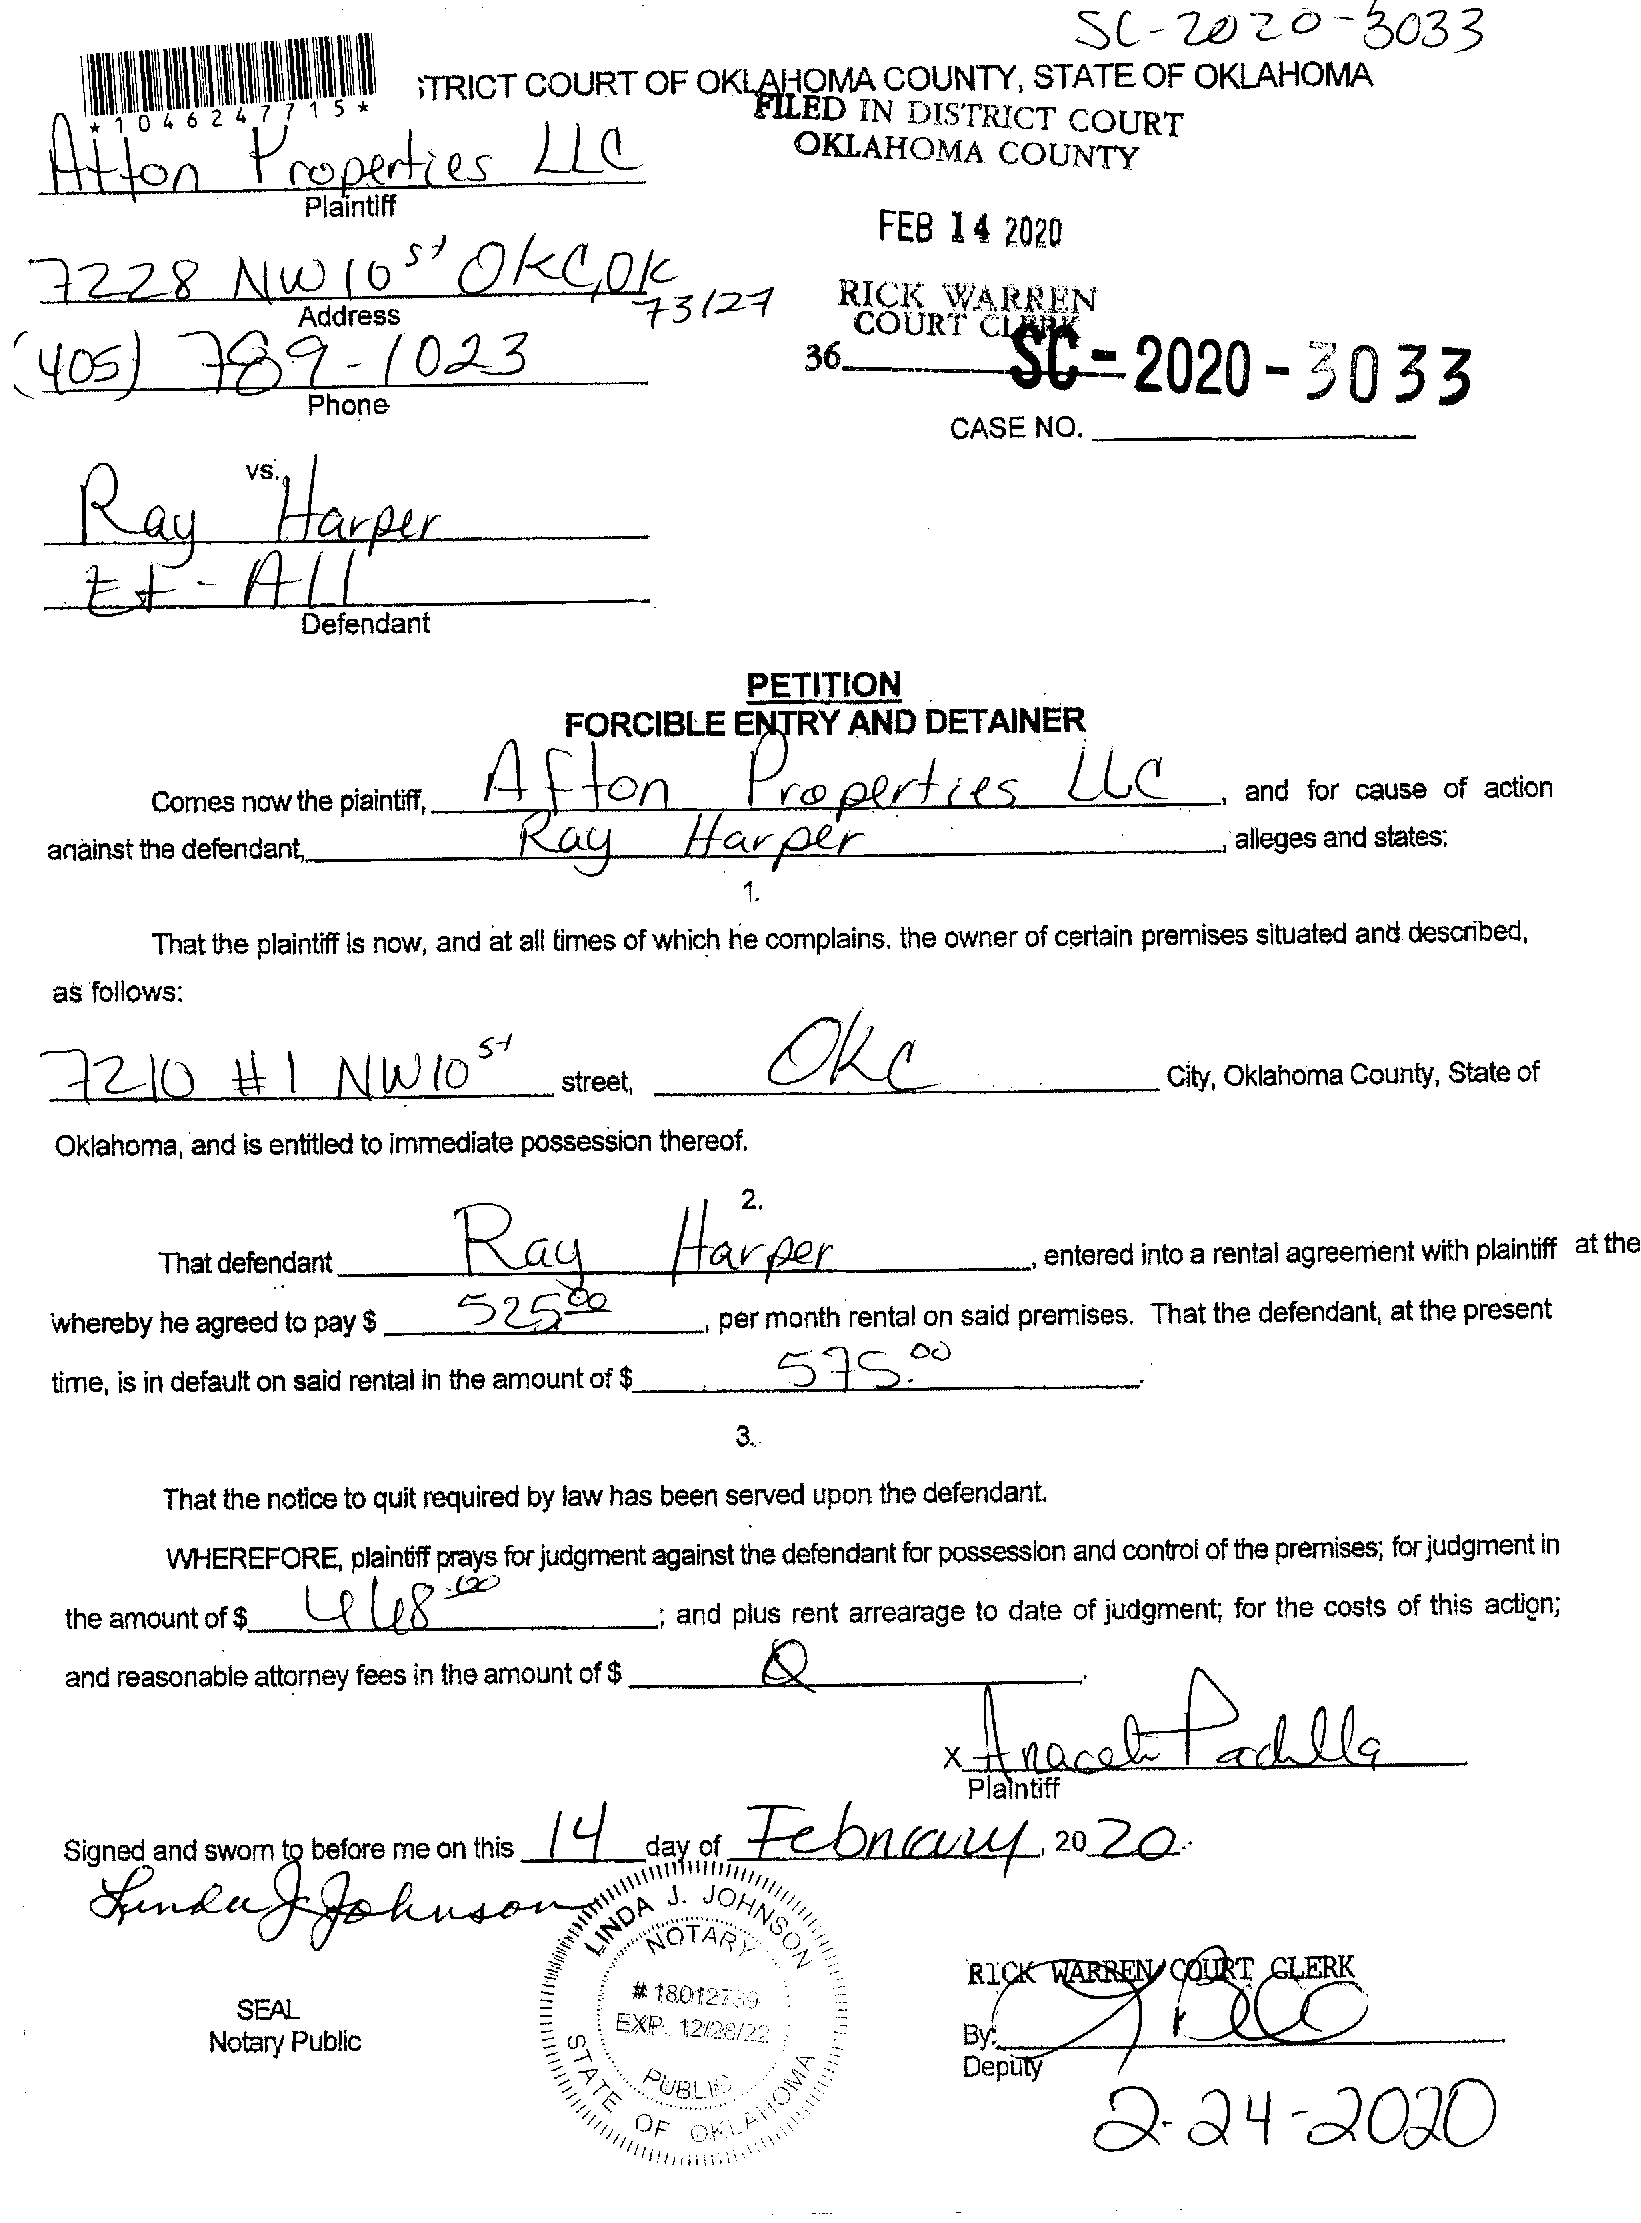 SC-2020-3033
*1046247715*
TRICT COURT OF OKLAHOMA COUNTY, STATE OF OKLAHOMA
FILED IN DISTRICT COURT
OKLAHOMA COUNTY
Afton Properties LLC
Plaintiff
FEB 14 2020
7228 NW 10 st OKC, OK
73127
Address
RICK WARREN
COURT CLERK
(405) 789-1023
Phone
36
SC-2020-3033
CASE NO.
vs.
Ray Harper
Et-All
Defendant
PETITION
FORCIBLE ENTRY AND DETAINER
Comes now the plaintiff, Afton Properties LLC, and for cause of action
against the defendant, Ray Harper, alleges and states:
1.
That the plaintiff is now, and at all times of which he complains, the owner of certain premises situated and described,
as follows:
7210 #1 NW 10 st street, OKC City, Oklahoma County, State of
Oklahoma, and is entitled to immediate possession thereof.
2.
That defendant Ray Harper, entered into a rental agreement with plaintiff at the
whereby he agreed to pay $ 525.00, per month rental on said premises. That the defendant, at the present
time, is in default on said rental in the amount of $ 575.00.
3.
That the notice to quit required by law has been served upon the defendant.
WHEREFORE, plaintiff prays for judgment against the defendant for possession and control of the premises; for judgment in
the amount of $ ; and plus rent arrearage to date of judgment; for the costs of this action;
and reasonable attorney fees in the amount of $ 0.
x Araceli Padilla
Plaintiff
Signed and sworn to before me on this 14 day of February, 2020.
Linda J Johnson
LINDA J. JOHNSON
NOTARY
EXP. 12/28/22
PUBLIC
STATE OF OKLAHOMA
SEAL
Notary Public
RICK WARREN COURT CLERK
By:
Deputy
2-24-2020